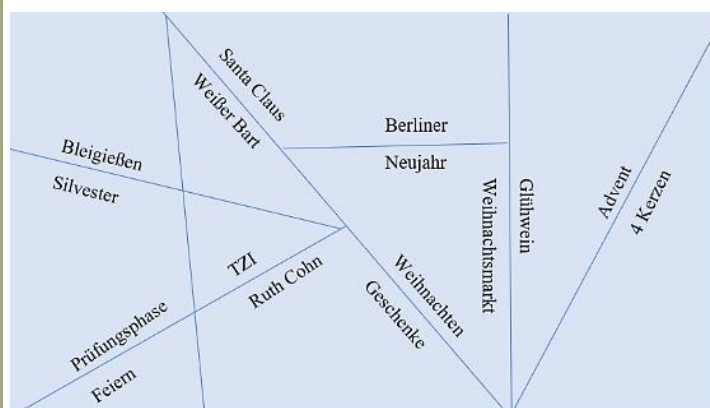 Santa Claus
Weißer Bart
Berliner
Neujahr
Bleigießen
Silvester
Weihnachtsmarkt
Glühwein
Advent
4 Kerzen
TZI
Ruth Cohn
Weihnachten
Geschenke
Prüfungsphase
Feiern